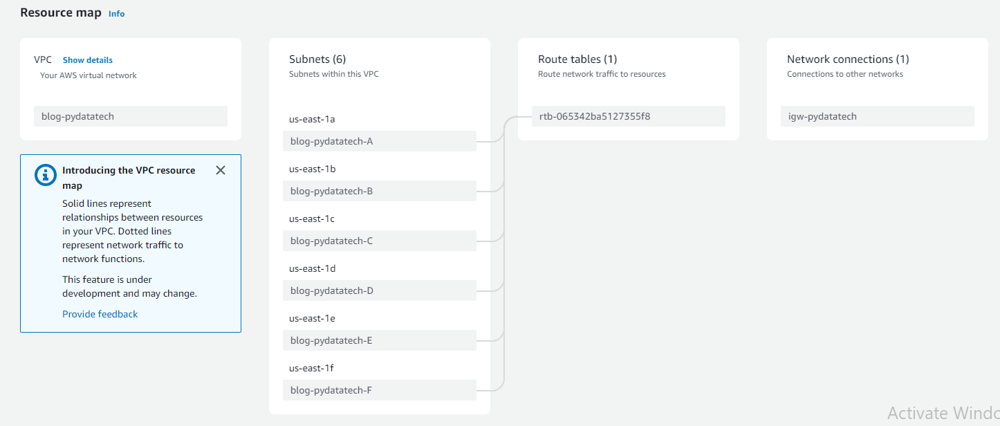 Resource map Info
VPC Show details
Your AWS virtual network
blog-pydatatech
Introducing the VPC resource
map
Solid lines represent
relationships between resources
in your VPC. Dotted lines
represent network traffic to
network functions.
This feature is under
development and may change.
Provide feedback
Subnets (6)
Subnets within this VPC
us-east-1a
blog-pydatatech-A
us-east-1b
blog-pydatatech-B
us-east-1c
blog-pydatatech-C
us-east-1d
blog-pydatatech-D
us-east-1e
blog-pydatatech-E
us-east-1f
blog-pydatatech-F
Route tables (1)
Route network traffic to resources
rtb-065342ba5127355f8
Network connections (1)
Connections to other networks
igw-pydatatech
Activate Windo